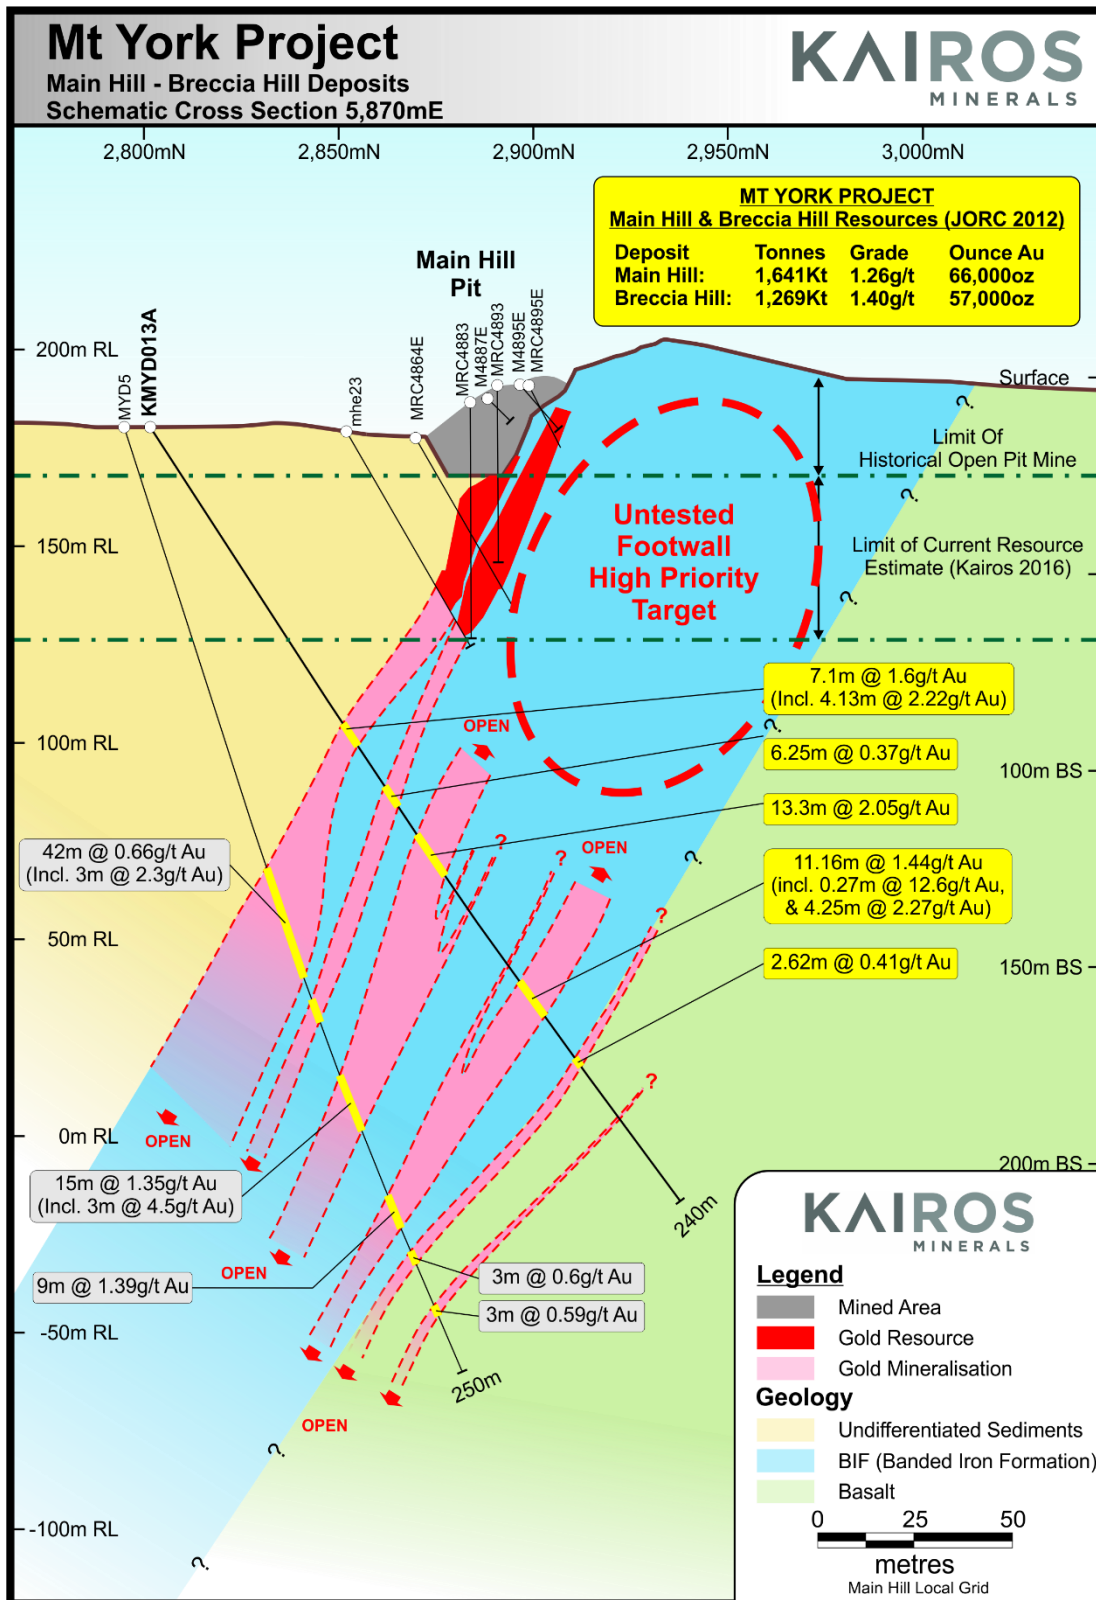 Mt York Project
Main Hill - Breccia Hill Deposits
Schematic Cross Section 5,870mE
KAIROS
MINERALS
2,800mN
2,850mN
2,900mN
2,950mN
3,000mN
MT YORK PROJECT
Main Hill & Breccia Hill Resources (JORC 2012)
Deposit Tonnes Grade Ounce Au
Main Hill: 1,641Kt 1.26g/t 66,000oz
Breccia Hill: 1,269Kt 1.40g/t 57,000oz
Main Hill
Pit
MYD5
KMYD013A
mhe23
MRC4864E
MRC4883
M4887E
MRC4893
M4895E
MRC4895E
200m RL
150m RL
100m RL
50m RL
0m RL
-50m RL
-100m RL
Surface
?
Limit Of
Historical Open Pit Mine
?
Limit of Current Resource
Estimate (Kairos 2016)
?
Untested
Footwall
High Priority
Target
7.1m @ 1.6g/t Au
(Incl. 4.13m @ 2.22g/t Au)
?
OPEN
6.25m @ 0.37g/t Au
100m BS
13.3m @ 2.05g/t Au
42m @ 0.66g/t Au
(Incl. 3m @ 2.3g/t Au)
?
?
OPEN
?
11.16m @ 1.44g/t Au
(incl. 0.27m @ 12.6g/t Au,
& 4.25m @ 2.27g/t Au)
?
2.62m @ 0.41g/t Au
150m BS
?
OPEN
200m BS
15m @ 1.35g/t Au
(Incl. 3m @ 4.5g/t Au)
240m
OPEN
9m @ 1.39g/t Au
3m @ 0.6g/t Au
3m @ 0.59g/t Au
250m
OPEN
?
?
KAIROS
MINERALS
Legend
Mined Area
Gold Resource
Gold Mineralisation
Geology
Undifferentiated Sediments
BIF (Banded Iron Formation)
Basalt
0 25 50
metres
Main Hill Local Grid